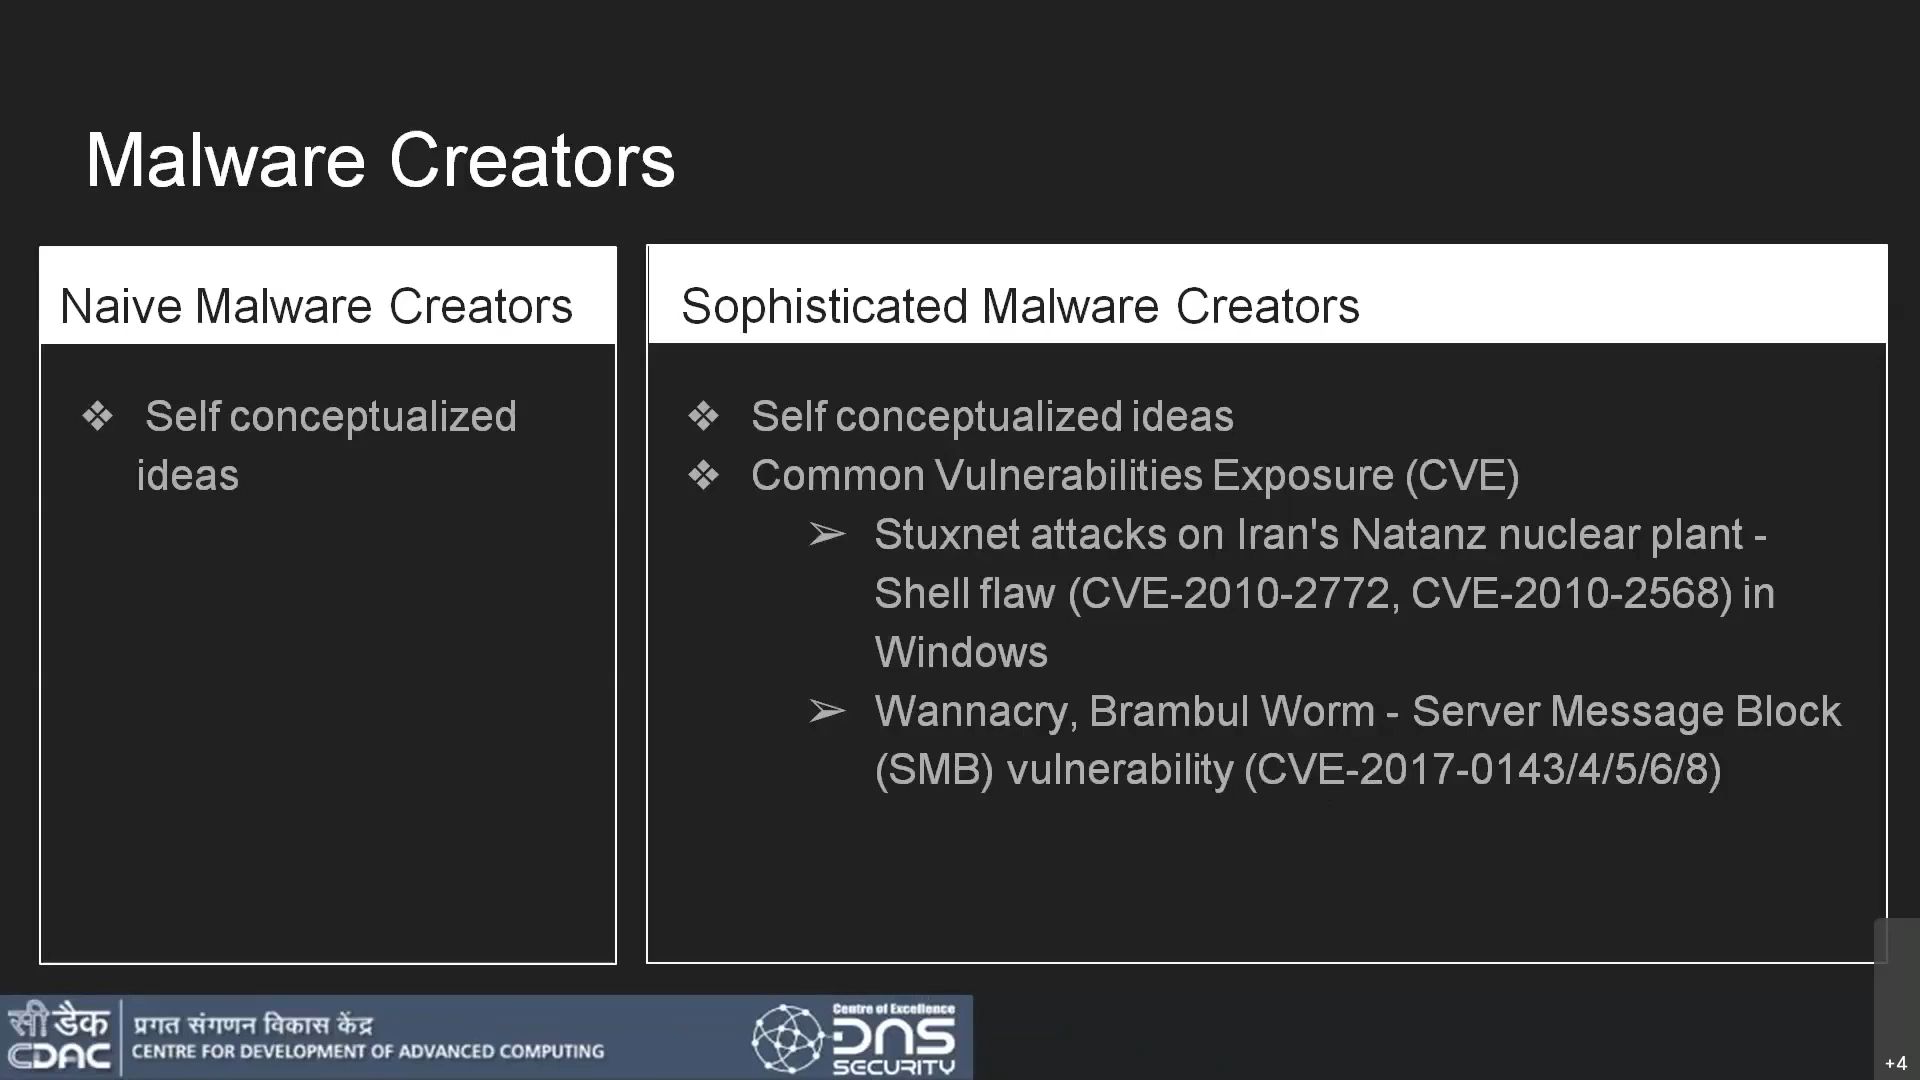 Malware Creators
Naive Malware Creators
❖ Self conceptualized
ideas
Sophisticated Malware Creators
❖ Self conceptualized ideas
❖ Common Vulnerabilities Exposure (CVE)
➢ Stuxnet attacks on Iran's Natanz nuclear plant -
Shell flaw (CVE-2010-2772, CVE-2010-2568) in
Windows
➢ Wannacry, Brambul Worm - Server Message Block
(SMB) vulnerability (CVE-2017-0143/4/5/6/8)
सी डैक
CDAC
प्रगत संगणन विकास केंद्र
CENTRE FOR DEVELOPMENT OF ADVANCED COMPUTING
Centre of Excellence
DNS
SECURITY
+4